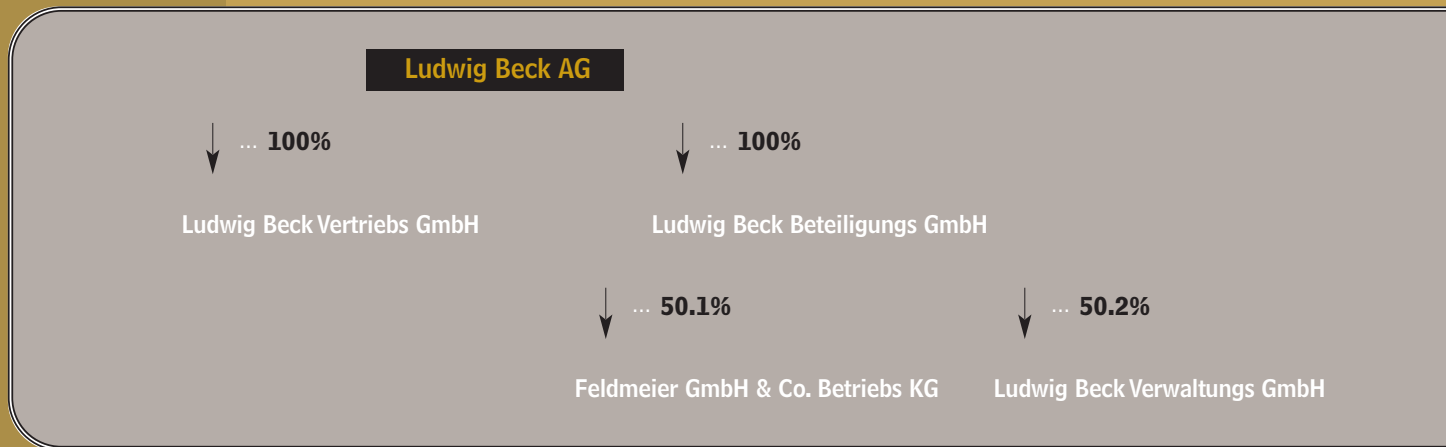 Ludwig Beck AG
... 100%
... 100%
Ludwig Beck Vertriebs GmbH
Ludwig Beck Beteiligungs GmbH
... 50.1%
... 50.2%
Feldmeier GmbH & Co. Betriebs KG
Ludwig Beck Verwaltungs GmbH